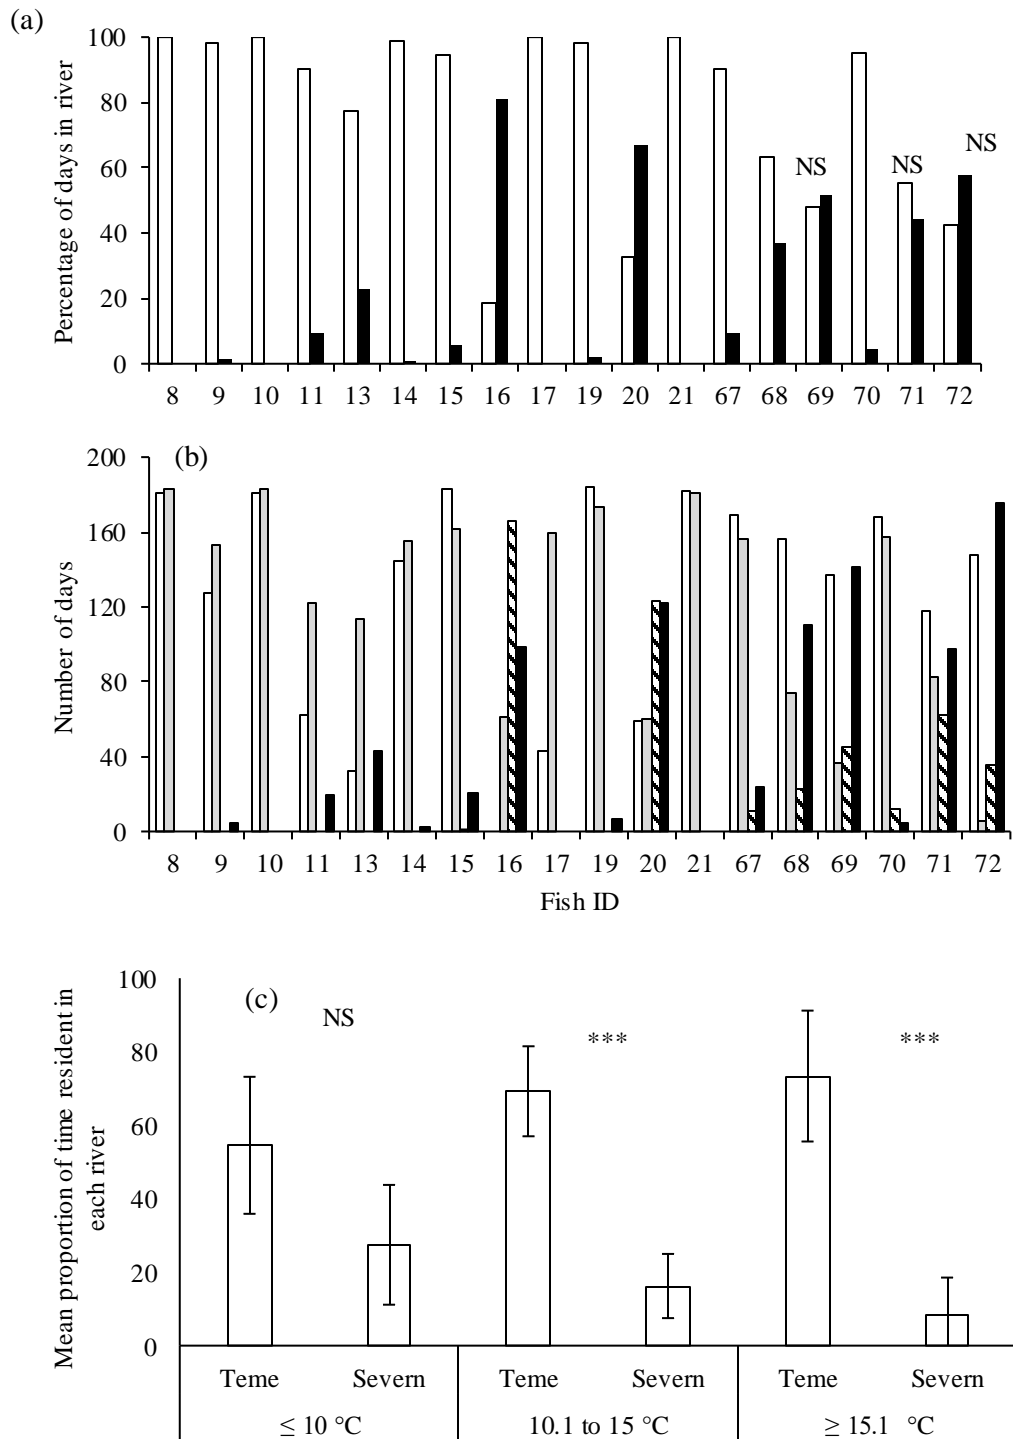 (a)
Percentage of days in river
100
80
60
40
20
0
NS
NS
NS
8 9 10 11 13 14 15 16 17 19 20 21 67 68 69 70 71 72
(b)
Number of days
200
160
120
80
40
0
8 9 10 11 13 14 15 16 17 19 20 21 67 68 69 70 71 72
Fish ID
(c)
Mean proportion of time resident in
each river
100
80
60
40
20
0
NS
***
***
Teme Severn Teme Severn Teme Severn
≤ 10 °C 10.1 to 15 °C ≥ 15.1 °C